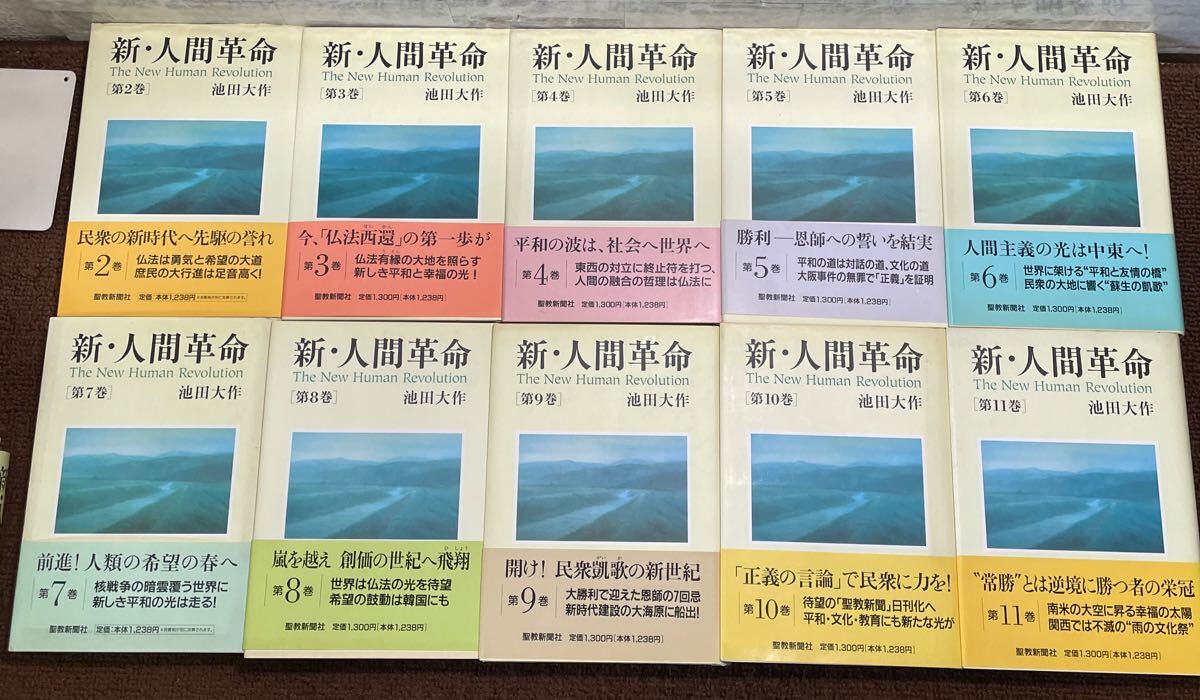 新・人間革命
The New Human Revolution
[第2巻] 池田大作
民衆の新時代へ先駆の誉れ
第2巻
仏法は勇気と希望の大道
庶民の大行進は足音高く!
聖教新聞社 定価[本体1,238円]
新・人間革命
The New Human Revolution
[第3巻] 池田大作
今、「仏法西還」の第一歩が
第3巻
仏法有縁の大地を照らす
新しき平和と幸福の光!
聖教新聞社 定価1,300円[本体1,238円]
新・人間革命
The New Human Revolution
[第4巻] 池田大作
平和の波は、社会へ世界へ
第4巻
東西の対立に終止符を打つ、
人間の融合の哲理は仏法に
聖教新聞社 定価1,300円[本体1,238円]
新・人間革命
The New Human Revolution
[第5巻] 池田大作
勝利―恩師への誓いを結実
第5巻
平和の道は対話の道、文化の道
大阪事件の無罪で「正義」を証明
聖教新聞社 定価1,300円[本体1,238円]
新・人間革命
The New Human Revolution
[第6巻] 池田大作
人間主義の光は中東へ!
第6巻
世界に架ける“平和と友情の橋”
民衆の大地に響く“蘇生の凱歌”
聖教新聞社 定価1,300円[本体1,238円]
新・人間革命
The New Human Revolution
[第7巻] 池田大作
前進! 人類の希望の春へ
第7巻
核戦争の暗雲覆う世界に
新しき平和の光は走る!
聖教新聞社 定価:本体1,238円
新・人間革命
The New Human Revolution
[第8巻] 池田大作
嵐を越え 創価の世紀へ飛翔
第8巻
世界は仏法の光を待望
希望の鼓動は韓国にも
聖教新聞社 定価1,300円[本体1,238円]
新・人間革命
The New Human Revolution
[第9巻] 池田大作
開け! 民衆凱歌の新世紀
第9巻
大勝利で迎えた恩師の7回忌
新時代建設の大海原に船出!
聖教新聞社 定価1,300円[本体1,238円]
新・人間革命
The New Human Revolution
[第10巻] 池田大作
「正義の言論」で民衆に力を!
第10巻
待望の「聖教新聞」日刊化へ
平和・文化・教育にも新たな光が
聖教新聞社 定価1,300円[本体1,238円]
新・人間革命
The New Human Revolution
[第11巻] 池田大作
“常勝”とは逆境に勝つ者の栄冠
第11巻
南米の大空に昇る幸福の太陽
関西では不滅の“雨の文化祭”
聖教新聞社 定価1,300円[本体1,238円]